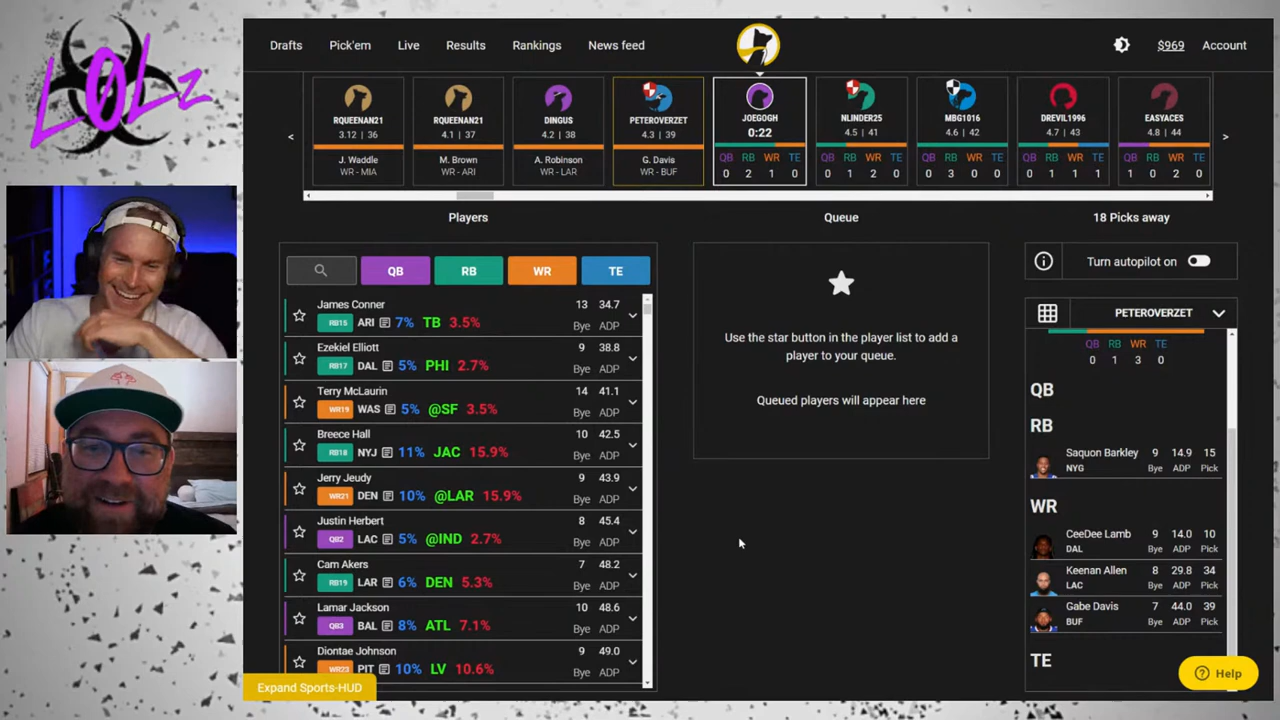 LOLz
Drafts Pick'em Live Results Rankings News feed
$969 Account
RQUEENAN21
3.12 | 36
J. Waddle
WR - MIA
RQUEENAN21
4.1 | 37
M. Brown
WR - ARI
DINGUS
4.2 | 38
A. Robinson
WR - LAR
PETEROVERZET
4.3 | 39
G. Davis
WR - BUF
JOEGOGH
0:22
QB RB WR TE
0 2 1 0
NLINDER25
4.5 | 41
QB RB WR TE
0 1 2 0
MBG1016
4.6 | 42
QB RB WR TE
0 3 0 0
DREVIL1996
4.7 | 43
QB RB WR TE
0 1 1 1
EASYACES
4.8 | 44
QB RB WR TE
1 0 2 0
Players
QB RB WR TE
James Conner 13 34.7
RB15 ARI 7% TB 3.5% Bye ADP
Ezekiel Elliott 9 38.8
RB17 DAL 5% PHI 2.7% Bye ADP
Terry McLaurin 14 41.1
WR19 WAS 5% @SF 3.5% Bye ADP
Breece Hall 10 42.5
RB18 NYJ 11% JAC 15.9% Bye ADP
Jerry Jeudy 9 43.9
WR21 DEN 10% @LAR 15.9% Bye ADP
Justin Herbert 8 45.4
QB2 LAC 5% @IND 2.7% Bye ADP
Cam Akers 7 48.2
RB19 LAR 6% DEN 5.3% Bye ADP
Lamar Jackson 10 48.6
QB3 BAL 8% ATL 7.1% Bye ADP
Diontae Johnson 9 49.0
WR23 PIT 10% LV 10.6% Bye ADP
Expand Sports-HUD
Queue
Use the star button in the player list to add a
player to your queue.
Queued players will appear here
18 Picks away
Turn autopilot on
PETEROVERZET
QB RB WR TE
0 1 3 0
QB
RB
Saquon Barkley 9 14.9 15
NYG Bye ADP Pick
WR
CeeDee Lamb 9 14.0 10
DAL Bye ADP Pick
Keenan Allen 8 29.8 34
LAC Bye ADP Pick
Gabe Davis 7 44.0 39
BUF Bye ADP Pick
TE
Help